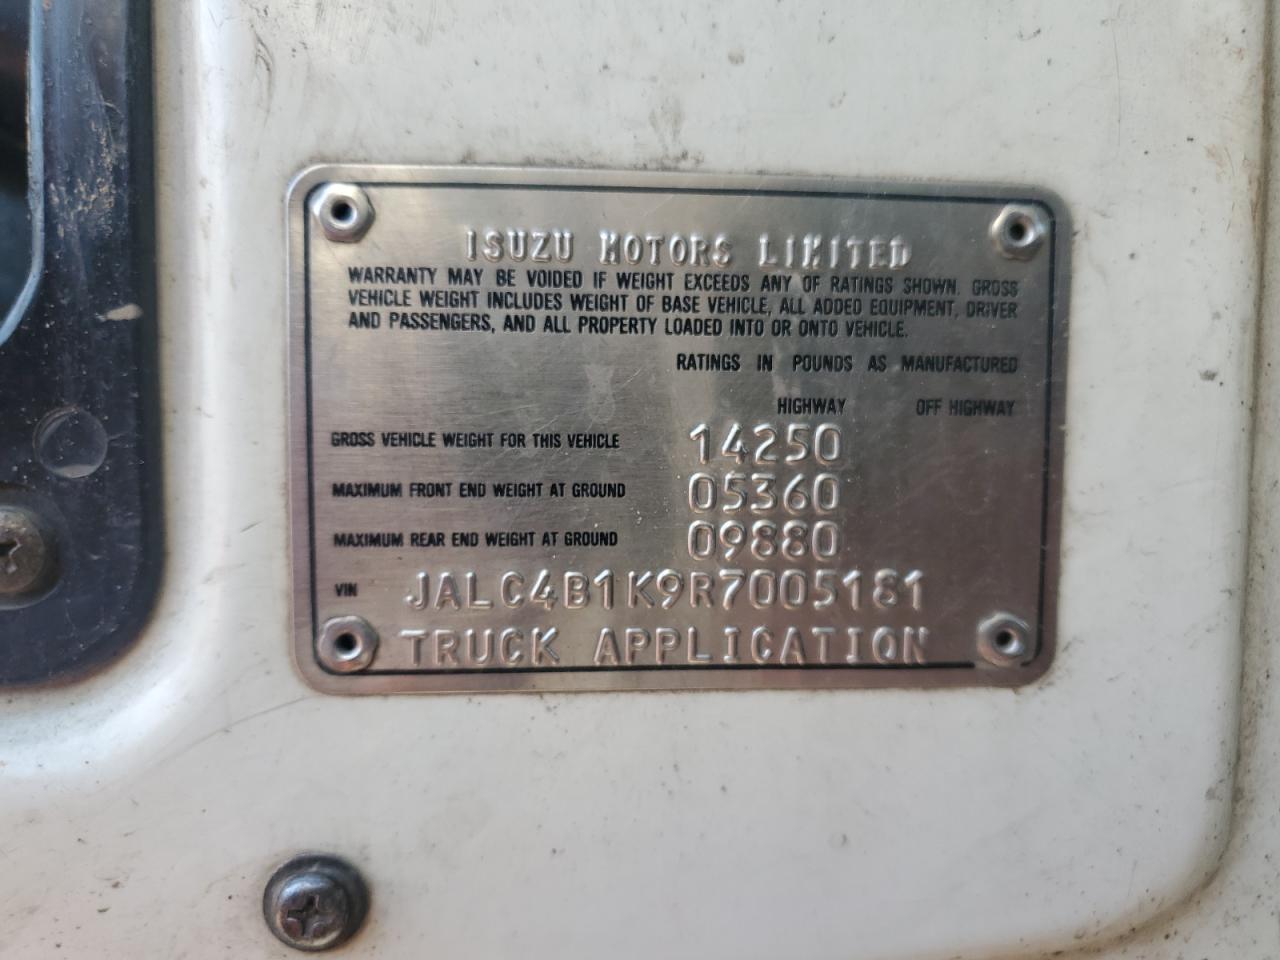 ISUZU MOTORS LIMITED
WARRANTY MAY BE VOIDED IF WEIGHT EXCEEDS ANY OF RATINGS SHOWN. GROSS
VEHICLE WEIGHT INCLUDES WEIGHT OF BASE VEHICLE, ALL ADDED EQUIPMENT, DRIVER
AND PASSENGERS, AND ALL PROPERTY LOADED INTO OR ONTO VEHICLE.
RATINGS IN POUNDS AS MANUFACTURED
HIGHWAY OFF HIGHWAY
GROSS VEHICLE WEIGHT FOR THIS VEHICLE 14250
MAXIMUM FRONT END WEIGHT AT GROUND 05360
MAXIMUM REAR END WEIGHT AT GROUND 09880
VIN JALC4B1K9R7005181
TRUCK APPLICATION